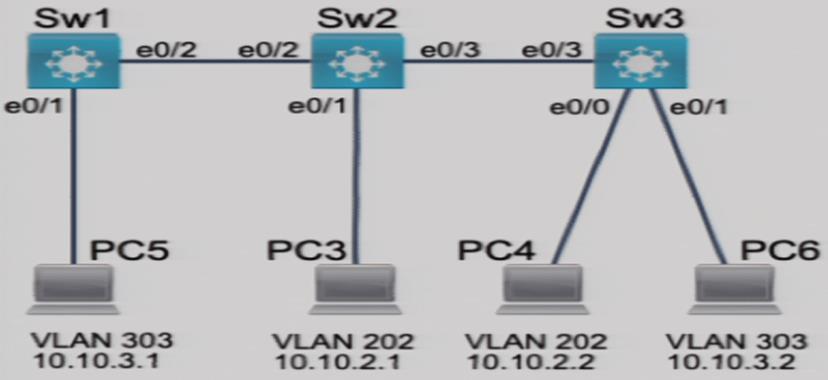 Sw1
Sw2
Sw3
e0/2
e0/2
e0/3
e0/3
e0/1
e0/1
e0/0
e0/1
PC5
PC3
PC4
PC6
VLAN 303
10.10.3.1
VLAN 202
10.10.2.1
VLAN 202
10.10.2.2
VLAN 303
10.10.3.2